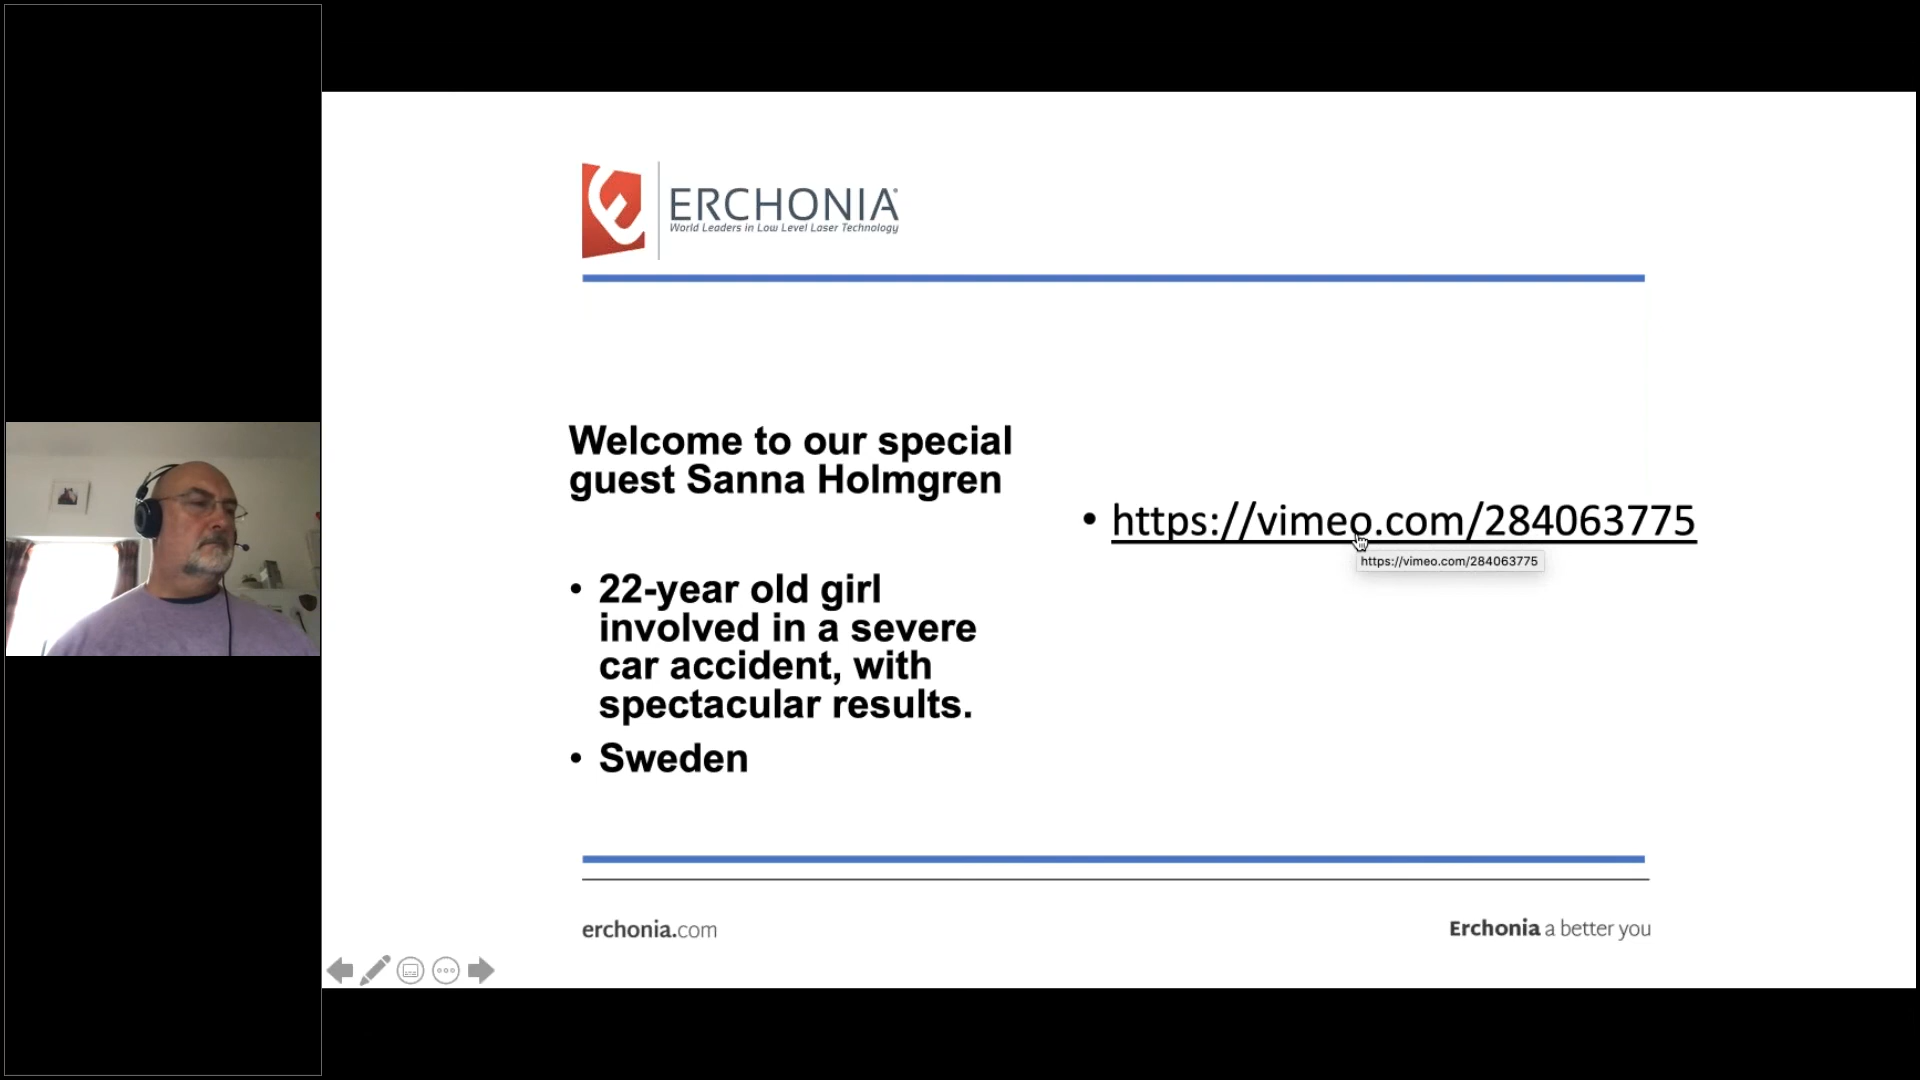 ERCHONIA®
World Leaders in Low Level Laser Technology
Welcome to our special
guest Sanna Holmgren
• 22-year old girl
involved in a severe
car accident, with
spectacular results.
• Sweden
• https://vimeo.com/284063775
https://vimeo.com/284063775
erchonia.com
Erchonia a better you